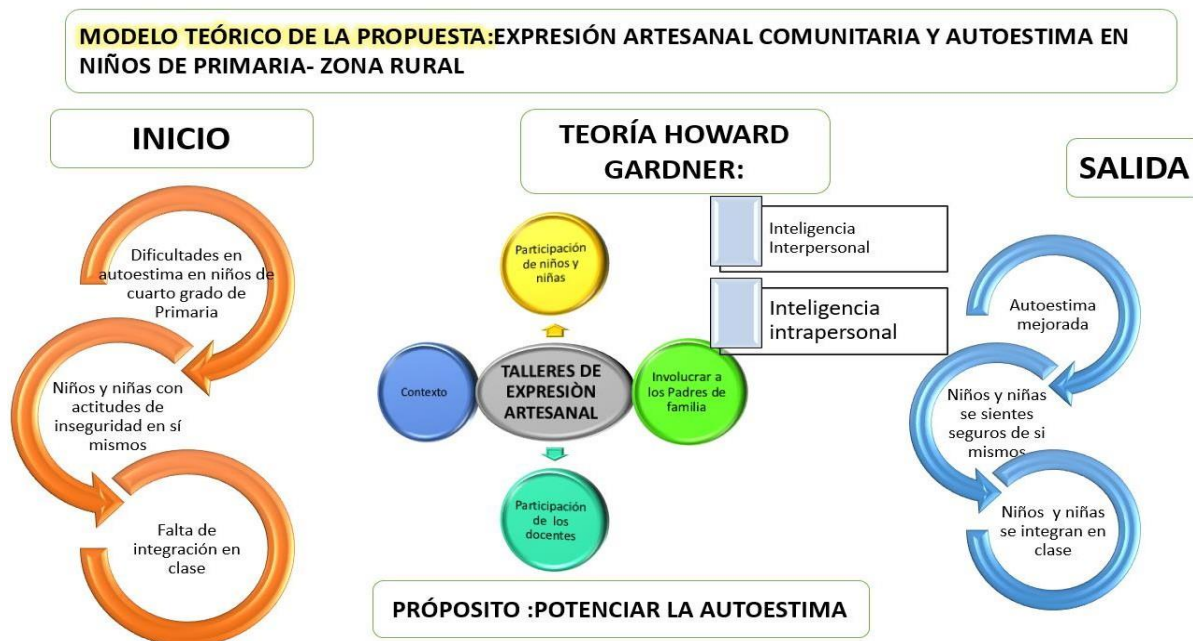 MODELO TEÓRICO DE LA PROPUESTA:EXPRESIÓN ARTESANAL COMUNITARIA Y AUTOESTIMA EN
NIÑOS DE PRIMARIA- ZONA RURAL
INICIO
Dificultades en
autoestima en niños de
cuarto grado de
Primaria
Niños y niñas con
actitudes de
inseguridad en sí
mismos
Falta de
integración en
clase
TEORÍA HOWARD
GARDNER:
Inteligencia
Interpersonal
Inteligencia
intrapersonal
Participación
de niños y
niñas
Contexto
TALLERES DE
EXPRESIÒN
ARTESANAL
Involucrar a
los Padres de
familia
Participación
de los
docentes
PRÓPOSITO :POTENCIAR LA AUTOESTIMA
SALIDA
Autoestima
mejorada
Niños y niñas
se sientes
seguros de si
mismos
Niños y niñas
se integran en
clase